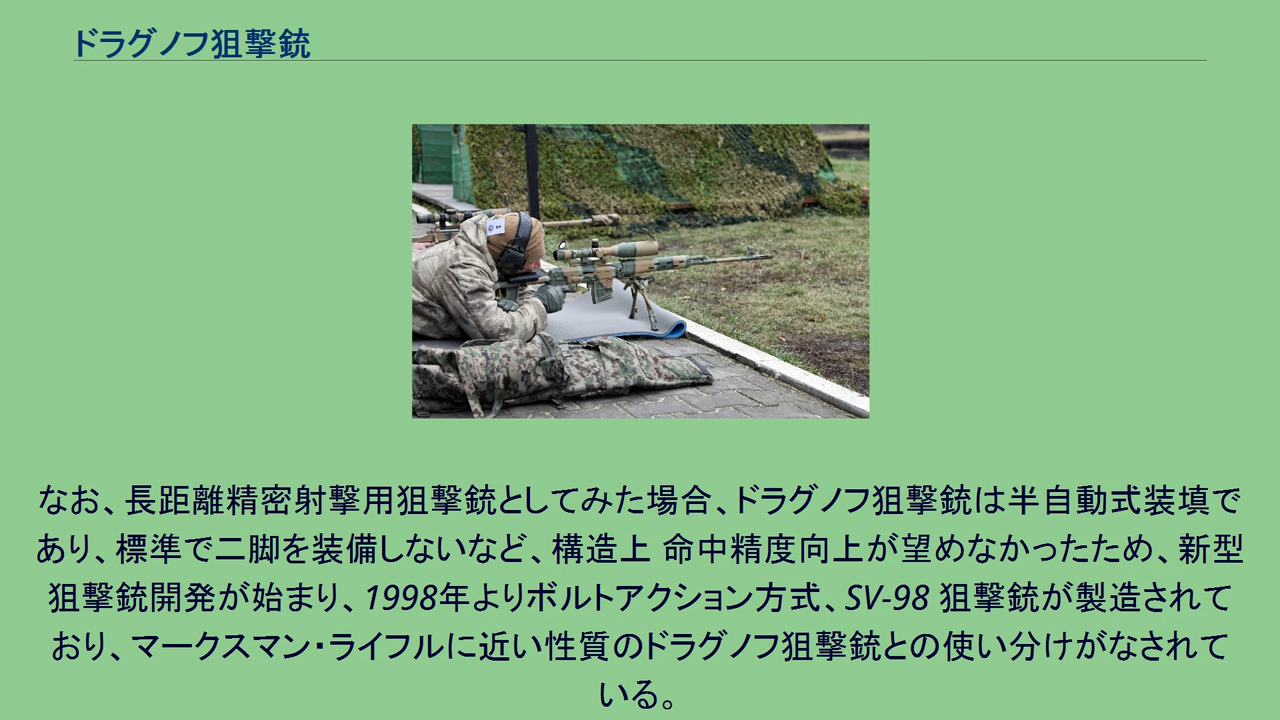 ドラグノフ狙撃銃
なお、長距離精密射撃用狙撃銃としてみた場合、ドラグノフ狙撃銃は半自動式装填で
あり、標準で二脚を装備しないなど、構造上 命中精度向上が望めなかったため、新型
狙撃銃開発が始まり、1998年よりボルトアクション方式、SV-98 狙撃銃が製造されて
おり、マークスマン・ライフルに近い性質のドラグノフ狙撃銃との使い分けがなされて
いる。